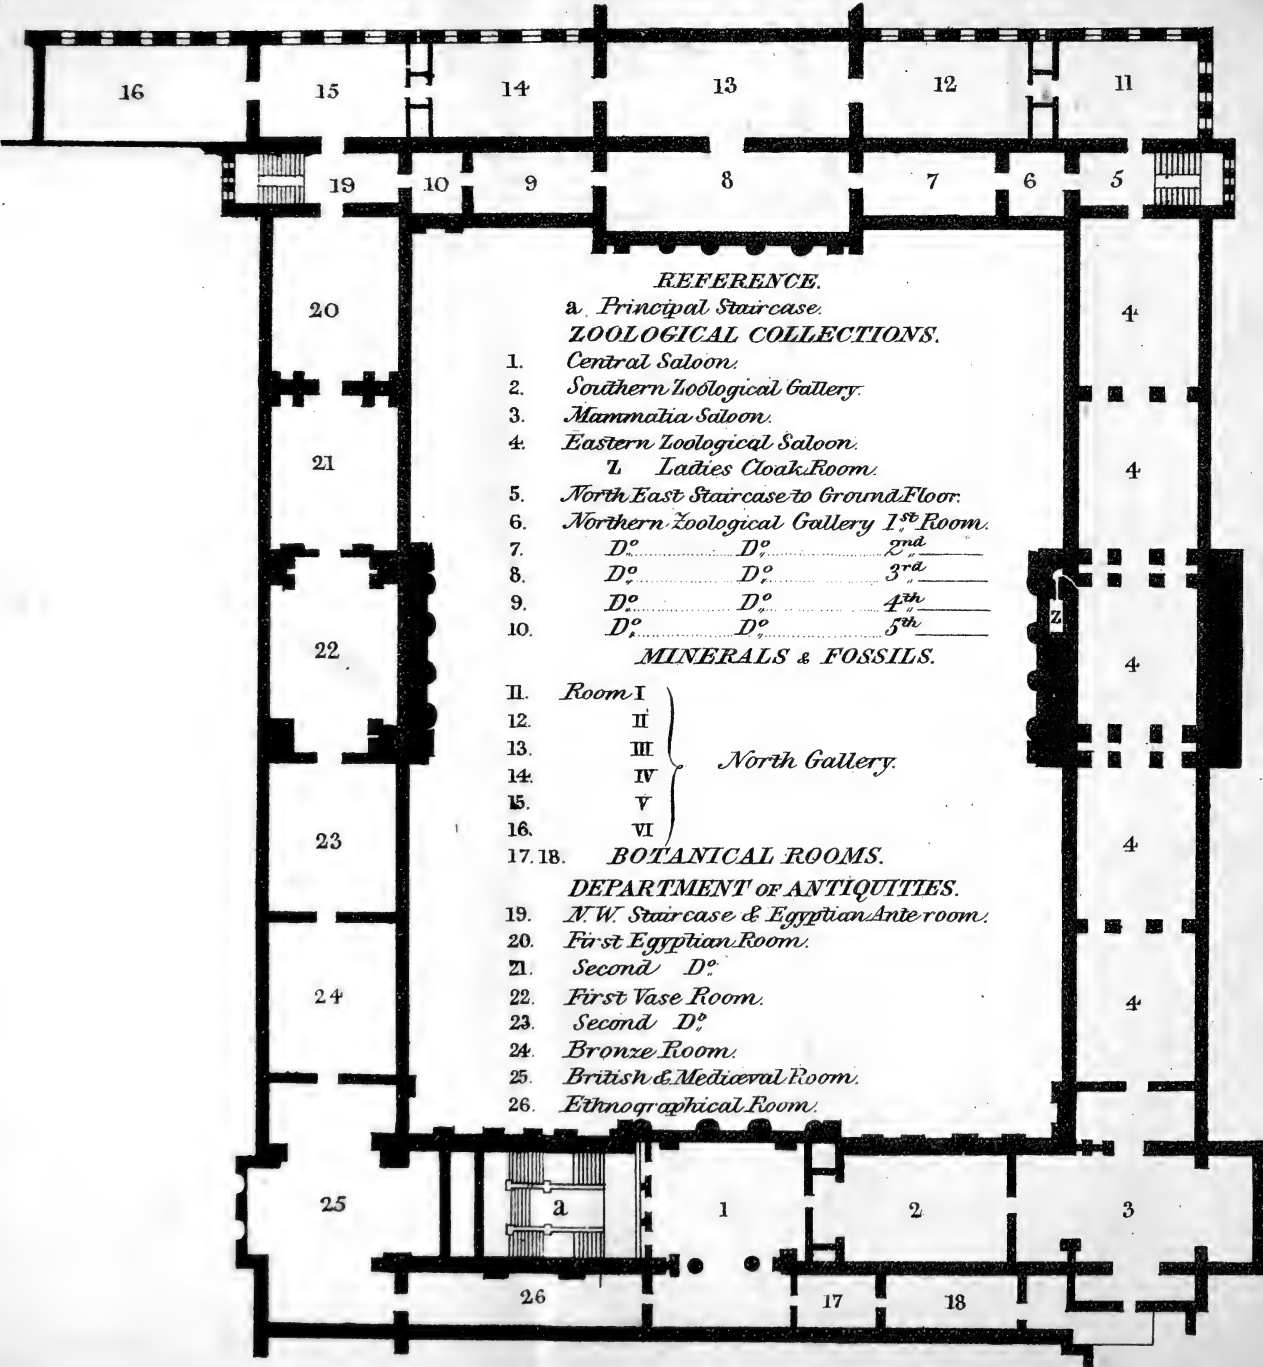 16
15
14
13
12
11
19
10
9
8
7
6
5
20
21
22
23
24
25
a
1
2
3
26
17
18
4
4
4
4
4
Z
REFERENCE.
a. Principal Staircase.
ZOOLOGICAL COLLECTIONS.
1. Central Saloon.
2. Southern Zoological Gallery.
3. Mammalia Saloon.
4. Eastern Zoological Saloon.
Z Ladies Cloak Room.
5. North East Staircase to Ground Floor.
6. Northern Zoological Gallery 1st Room.
7. Do. Do. 2nd
8. Do. Do. 3rd
9. Do. Do. 4th
10. Do. Do. 5th
MINERALS & FOSSILS.
11. Room I
12. II
13. III
North Gallery.
14. IV
15. V
16. VI
17. 18. BOTANICAL ROOMS.
DEPARTMENT OF ANTIQUITIES.
19. N.W. Staircase & Egyptian Ante room.
20. First Egyptian Room.
21. Second Do.
22. First Vase Room.
23. Second Do.
24. Bronze Room.
25. British & Mediæval Room.
26. Ethnographical Room.